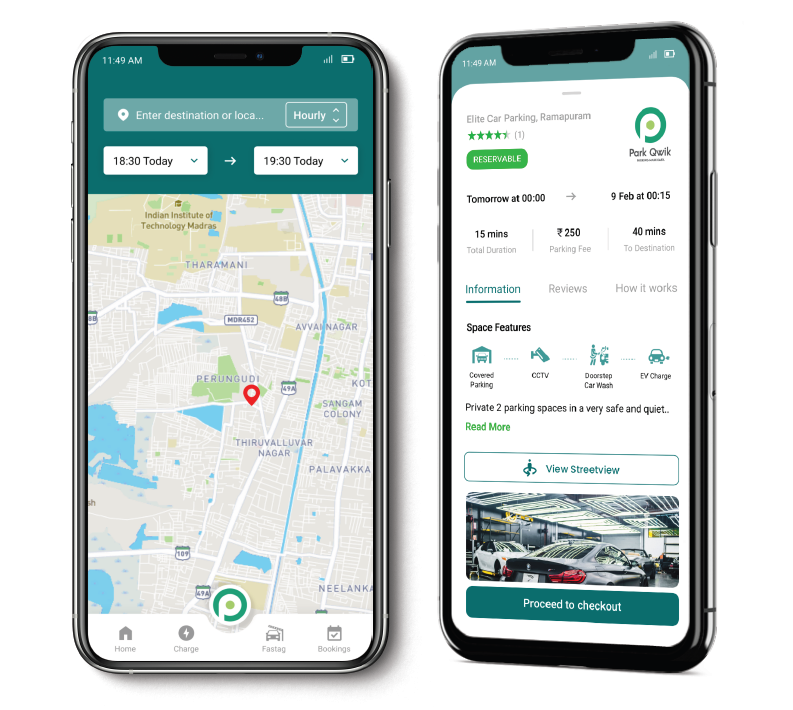 11:49 AM
Enter destination or loca...
Hourly
18:30 Today
19:30 Today
Indian Institute of
Technology Madras
THARAMANI
48B
8B
MDR452
AVVAI NAGAR
PERUNGUDI
49A
KOT
SANGAM
COLONY
THIRUVALLUVAR
NAGAR
PALAVAKKA
sh
109
49A
NEELANKA
Home
Charge
Fastag
Bookings
11:49 AM
Elite Car Parking, Ramapuram
(1)
RESERVABLE
Park Qwik
Tomorrow at 00:00
9 Feb at 00:15
15 mins
Total Duration
₹ 250
Parking Fee
40 mins
To Destination
Information
Reviews
How it works
Space Features
Covered
Parking
CCTV
Doorstep
Car Wash
EV Charge
Private 2 parking spaces in a very safe and quiet..
Read More
View Streetview
Proceed to checkout